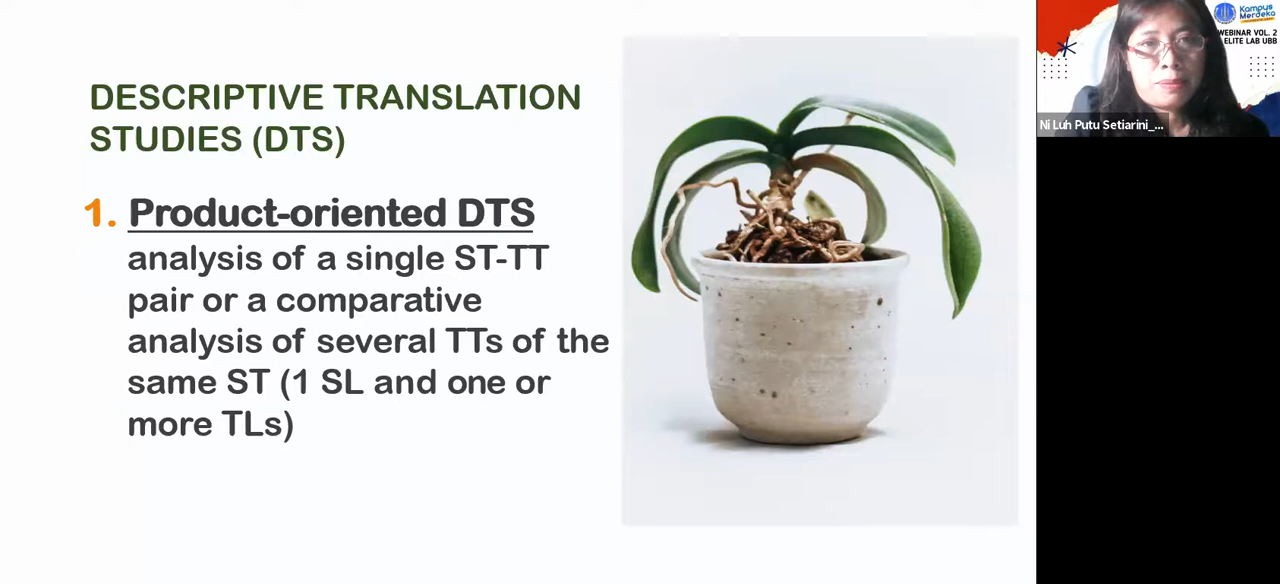 DESCRIPTIVE TRANSLATION
STUDIES (DTS)
1. Product-oriented DTS
analysis of a single ST-TT
pair or a comparative
analysis of several TTs of the
same ST (1 SL and one or
more TLs)
Kampus
Merdeka
WEBINAR VOL. 2
ELITE LAB UBB
Ni Luh Putu Setiarini_...